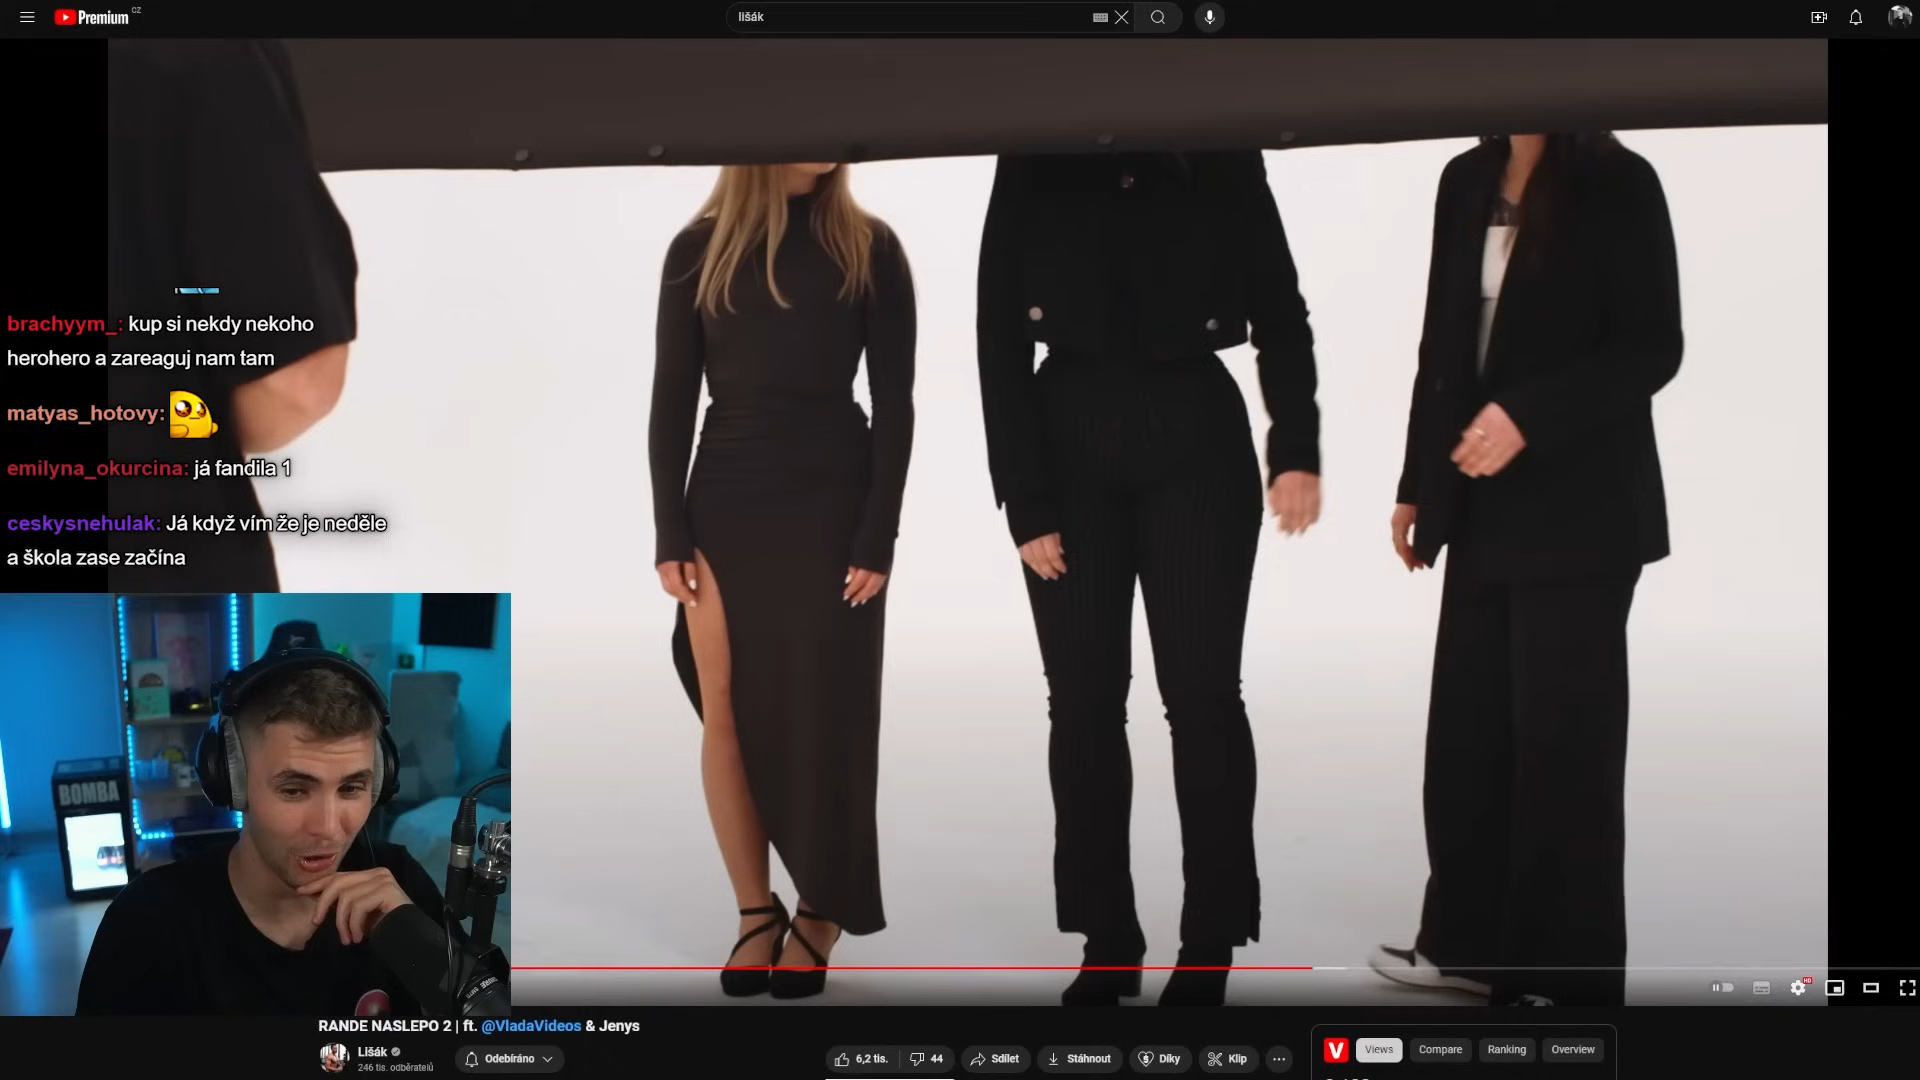 Premium CZ
lišák
brachyym_: kup si nekdy nekoho
herohero a zareaguj nam tam
matyas_hotovy:
emilyna_okurcina: já fandila 1
ceskysnehulak: Já když vím že je neděle
a škola zase začíná
BOMBA
HD
RANDE NASLEPO 2 | ft. @VladaVideos & Jenys
Lišák
246 tis. odběratelů
Odebíráno
6,2 tis.
44
Sdílet
Stáhnout
Díky
Klip
V
Views
Compare
Ranking
Overview